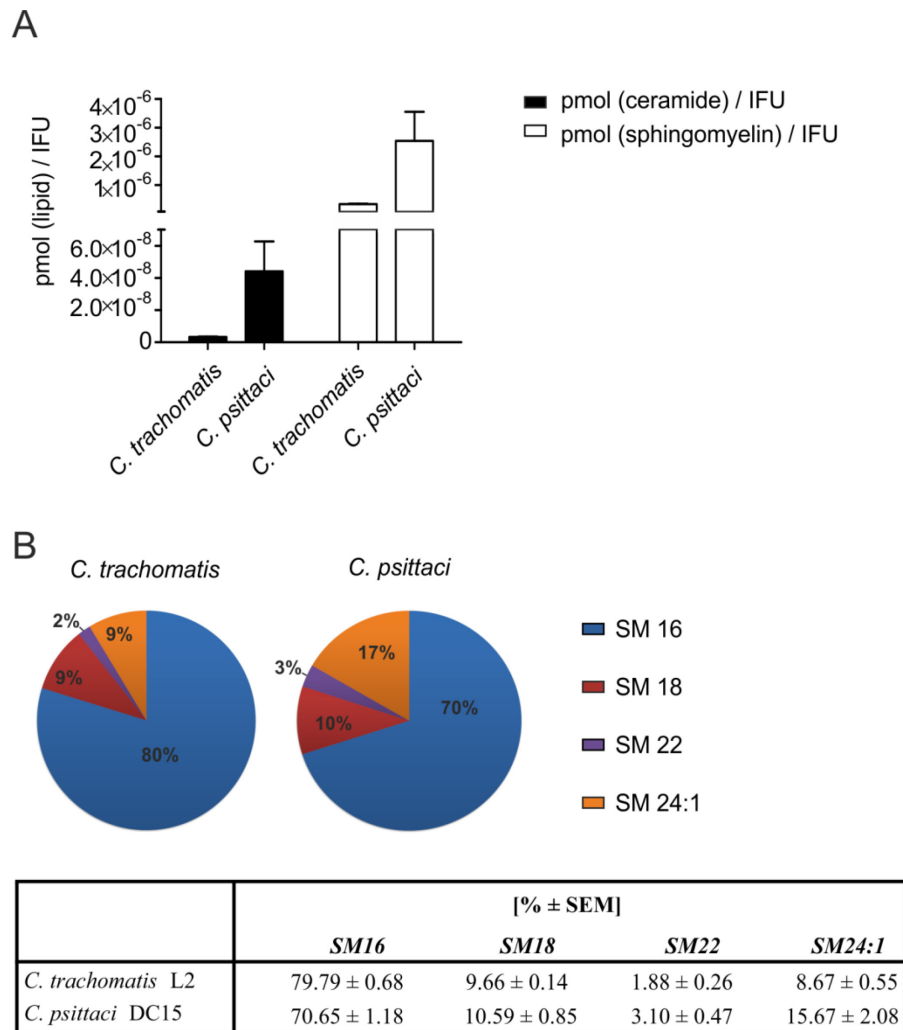 A
pmol (lipid) / IFU
4×10⁻⁶
3×10⁻⁶
2×10⁻⁶
1×10⁻⁶
6.0×10⁻⁸
4.0×10⁻⁸
2.0×10⁻⁸
0
C. trachomatis
C. psittaci
C. trachomatis
C. psittaci
pmol (ceramide) / IFU
pmol (sphingomyelin) / IFU
B
C. trachomatis
2%
9%
9%
80%
C. psittaci
17%
3%
10%
70%
SM 16
SM 18
SM 22
SM 24:1
[% ± SEM]
SM16 SM18 SM22 SM24:1
C. trachomatis L2 79.79 ± 0.68 9.66 ± 0.14 1.88 ± 0.26 8.67 ± 0.55
C. psittaci DC15 70.65 ± 1.18 10.59 ± 0.85 3.10 ± 0.47 15.67 ± 2.08